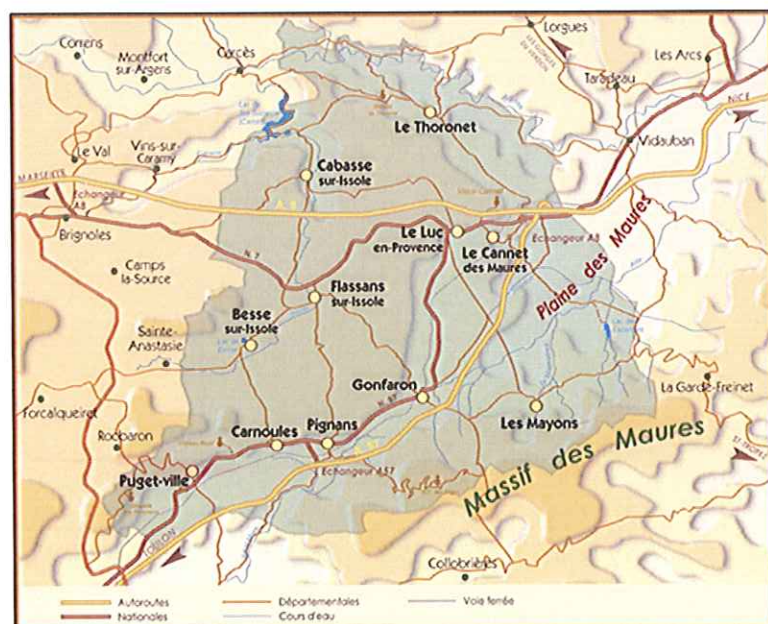 Lorgues
Correns
Montfort
sur-Argens
Carcès
Les Arcs
Taradeau
NICE
Le Thoronet
Vidauban
Le Val
Vins-sur-
Caramy
Cabasse
sur-Issole
MARSEILLE
Echangeur
A8
A 8
Brignoles
Le Luc
en-Provence
Echangeur A8
Le Cannet
des Maures
Plaine des Maures
N 7
Camps
la-Source
Flassans
sur-Issole
Besse
sur-Issole
Sainte-
Anastasie
Gonfaron
La Garde-Freinet
Forcalqueiret
N 97
Les Mayons
Rocbaron
Carnoules
Pignans
Massif des Maures
ST-TROPEZ
Echangeur A57
Puget-ville
TOULON
Collobrières
Autoroutes
Départementales
Voie ferrée
Nationales
Cours d'eau